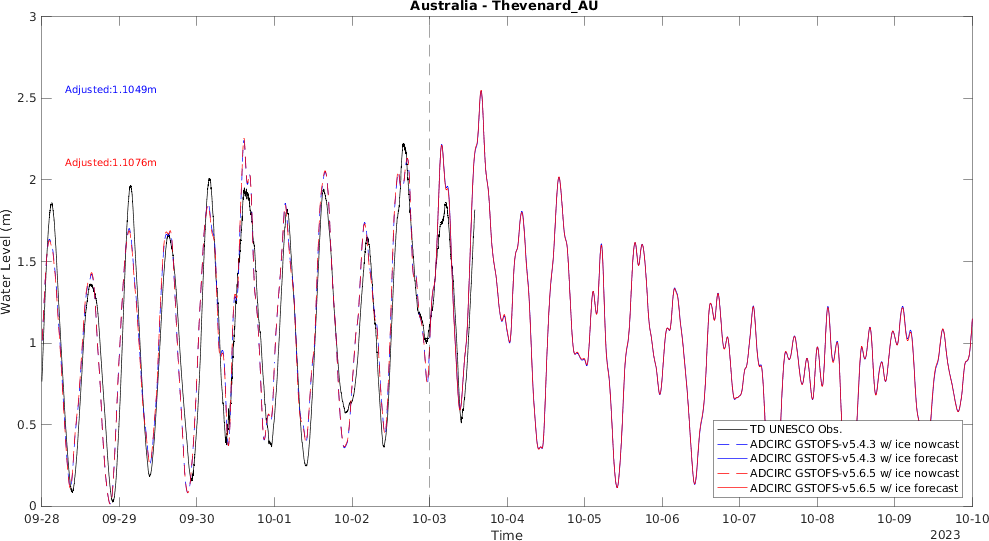 Australia - Thevenard_AU
3
2.5
2
1.5
1
0.5
0
Water Level (m)
Adjusted:1.1049m
Adjusted:1.1076m
TD UNESCO Obs.
ADCIRC GSTOFS-v5.4.3 w/ ice nowcast
ADCIRC GSTOFS-v5.4.3 w/ ice forecast
ADCIRC GSTOFS-v5.6.5 w/ ice nowcast
ADCIRC GSTOFS-v5.6.5 w/ ice forecast
09-28 09-29 09-30 10-01 10-02 10-03 10-04 10-05 10-06 10-07 10-08 10-09 10-10
Time
2023